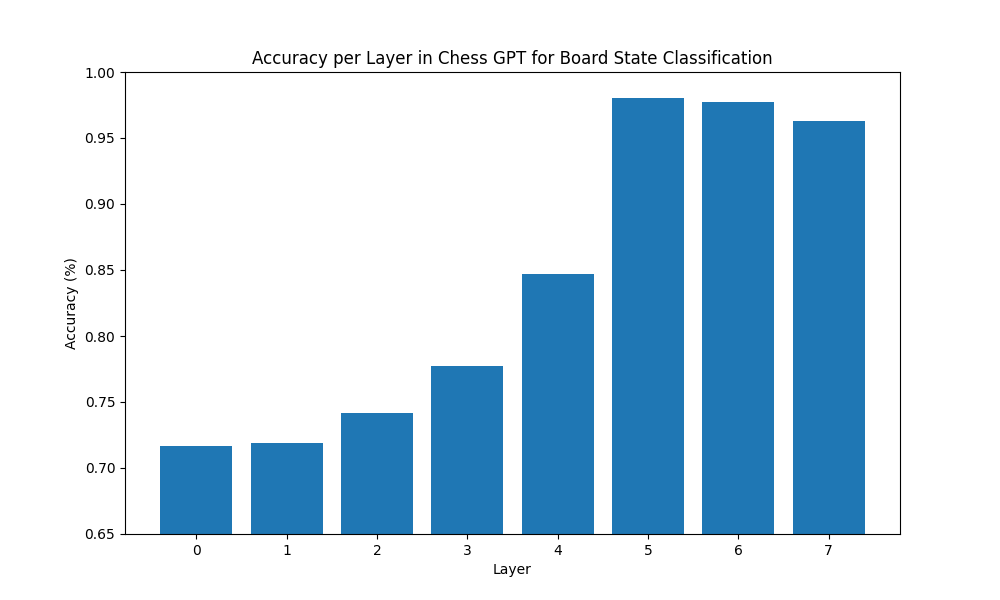 Accuracy per Layer in Chess GPT for Board State Classification
1.00
0.95
0.90
0.85
0.80
0.75
0.70
0.65
Accuracy (%)
0 1 2 3 4 5 6 7
Layer